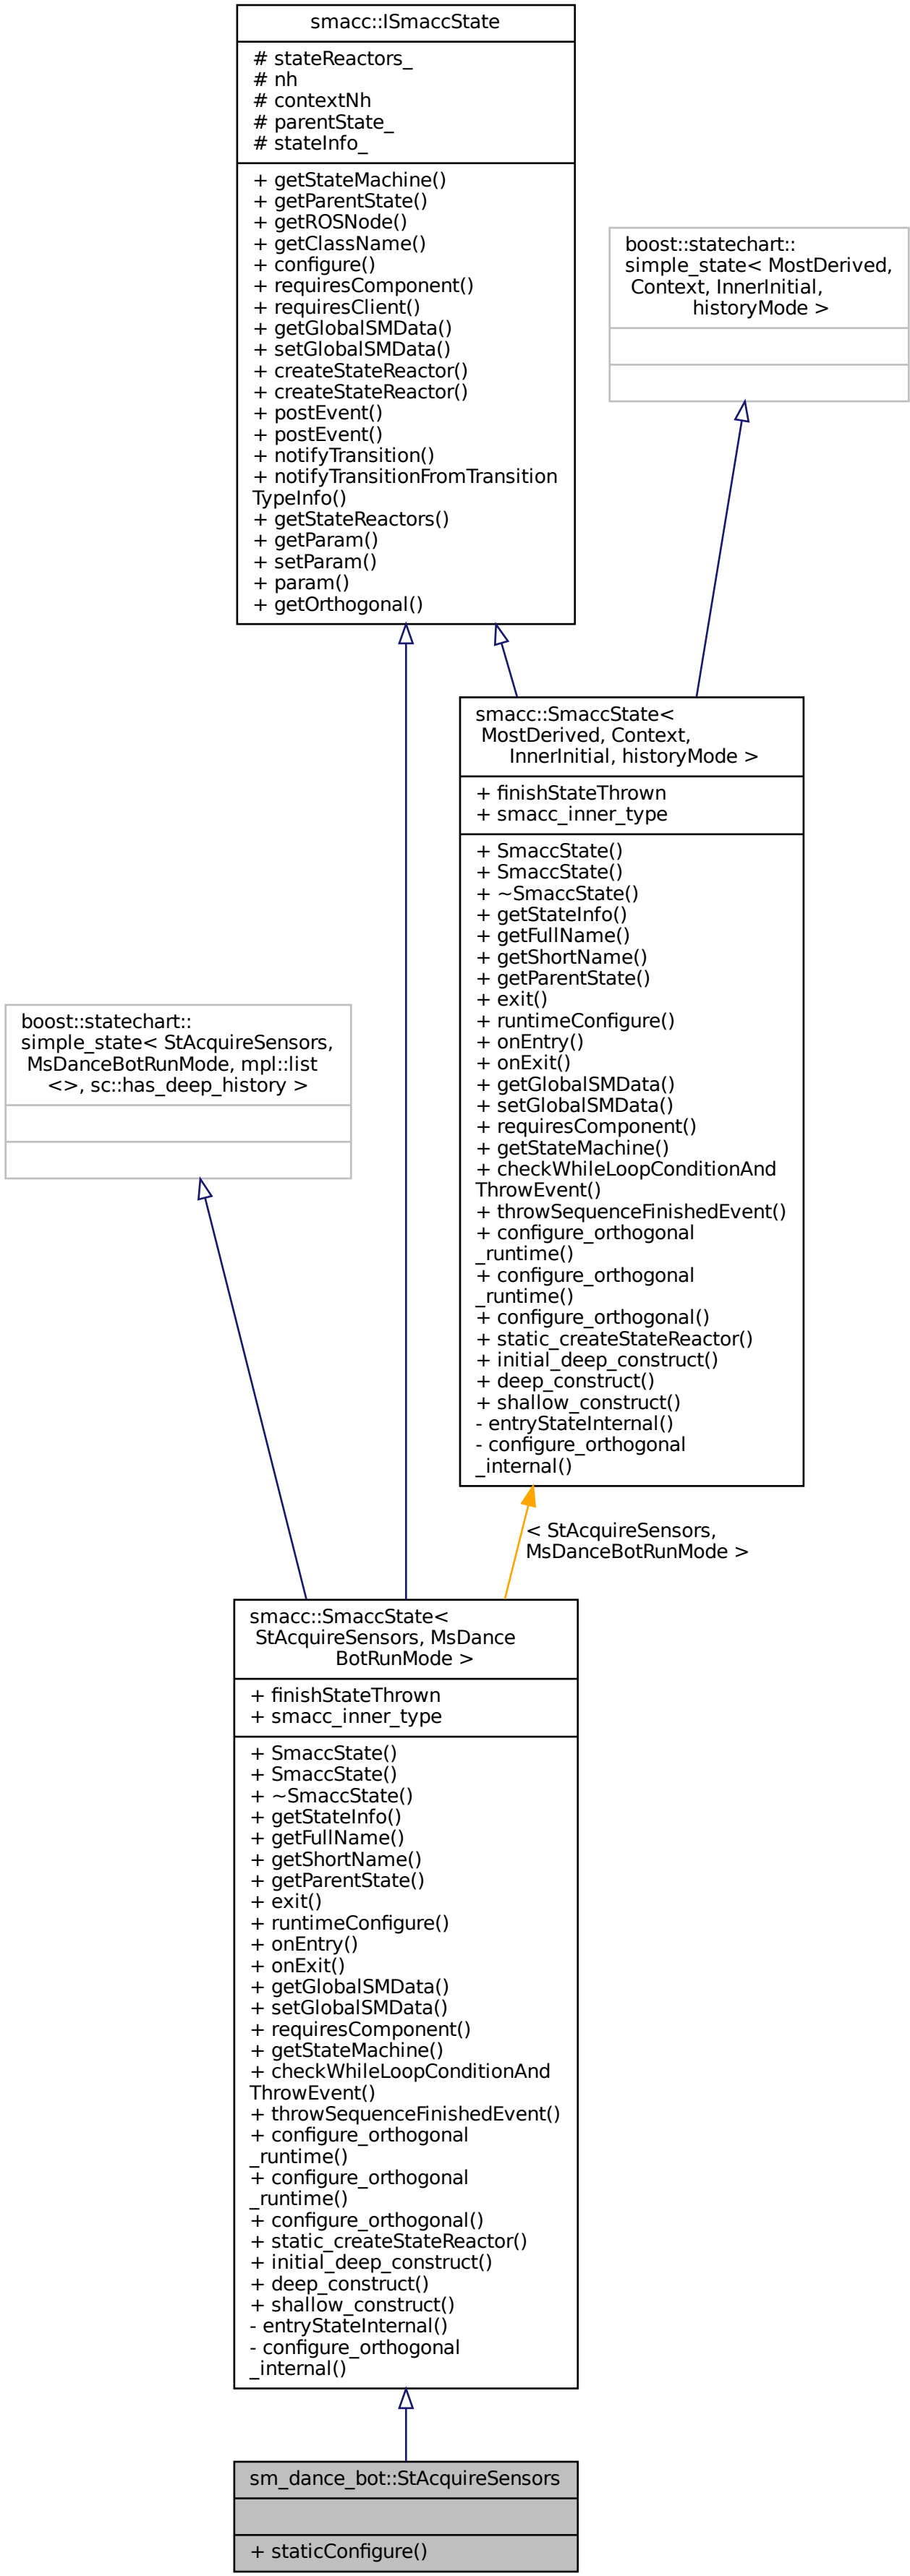 smacc::ISmaccState
# stateReactors_
# nh
# contextNh
# parentState_
# stateInfo_
+ getStateMachine()
+ getParentState()
+ getROSNode()
+ getClassName()
+ configure()
+ requiresComponent()
+ requiresClient()
+ getGlobalSMData()
+ setGlobalSMData()
+ createStateReactor()
+ createStateReactor()
+ postEvent()
+ postEvent()
+ notifyTransition()
+ notifyTransitionFromTransition
TypeInfo()
+ getStateReactors()
+ getParam()
+ setParam()
+ param()
+ getOrthogonal()
boost::statechart::
simple_state< MostDerived,
Context, InnerInitial,
historyMode >
smacc::SmaccState<
MostDerived, Context,
InnerInitial, historyMode >
+ finishStateThrown
+ smacc_inner_type
+ SmaccState()
+ SmaccState()
+ ~SmaccState()
+ getStateInfo()
+ getFullName()
+ getShortName()
+ getParentState()
+ exit()
+ runtimeConfigure()
+ onEntry()
+ onExit()
+ getGlobalSMData()
+ setGlobalSMData()
+ requiresComponent()
+ getStateMachine()
+ checkWhileLoopConditionAnd
ThrowEvent()
+ throwSequenceFinishedEvent()
+ configure_orthogonal
_runtime()
+ configure_orthogonal
_runtime()
+ configure_orthogonal()
+ static_createStateReactor()
+ initial_deep_construct()
+ deep_construct()
+ shallow_construct()
- entryStateInternal()
- configure_orthogonal
_internal()
boost::statechart::
simple_state< StAcquireSensors,
MsDanceBotRunMode, mpl::list
<>, sc::has_deep_history >
< StAcquireSensors,
MsDanceBotRunMode >
smacc::SmaccState<
StAcquireSensors, MsDance
BotRunMode >
+ finishStateThrown
+ smacc_inner_type
+ SmaccState()
+ SmaccState()
+ ~SmaccState()
+ getStateInfo()
+ getFullName()
+ getShortName()
+ getParentState()
+ exit()
+ runtimeConfigure()
+ onEntry()
+ onExit()
+ getGlobalSMData()
+ setGlobalSMData()
+ requiresComponent()
+ getStateMachine()
+ checkWhileLoopConditionAnd
ThrowEvent()
+ throwSequenceFinishedEvent()
+ configure_orthogonal
_runtime()
+ configure_orthogonal
_runtime()
+ configure_orthogonal()
+ static_createStateReactor()
+ initial_deep_construct()
+ deep_construct()
+ shallow_construct()
- entryStateInternal()
- configure_orthogonal
_internal()
sm_dance_bot::StAcquireSensors
+ staticConfigure()